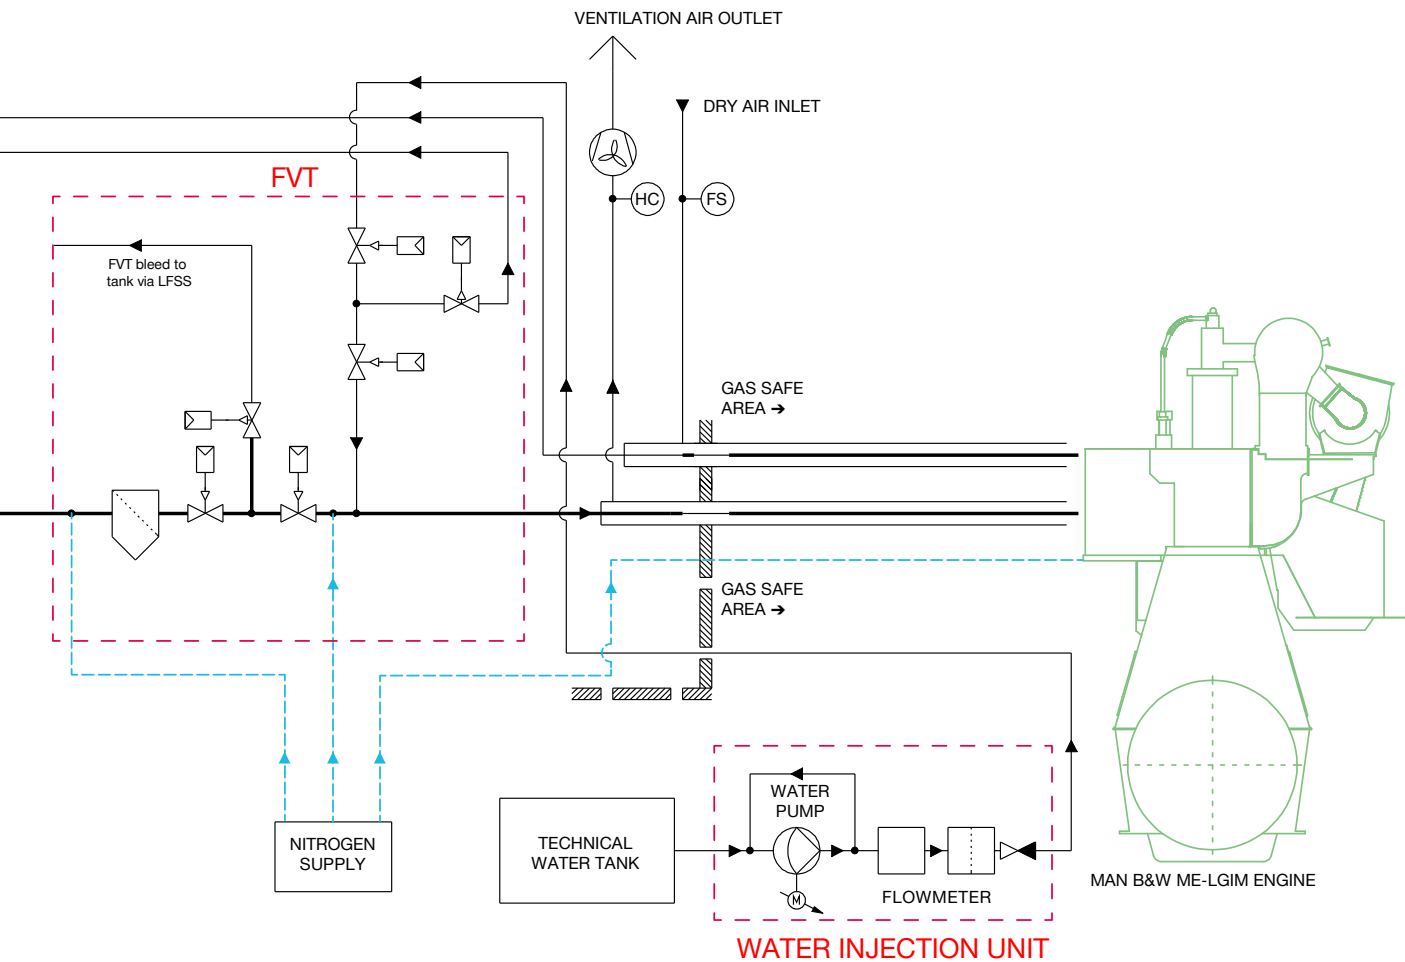 VENTILATION AIR OUTLET
DRY AIR INLET
FVT
HC
FS
FVT bleed to
tank via LFSS
GAS SAFE
AREA ➔
GAS SAFE
AREA ➔
NITROGEN
SUPPLY
TECHNICAL
WATER TANK
WATER
PUMP
M
FLOWMETER
MAN B&W ME-LGIM ENGINE
WATER INJECTION UNIT